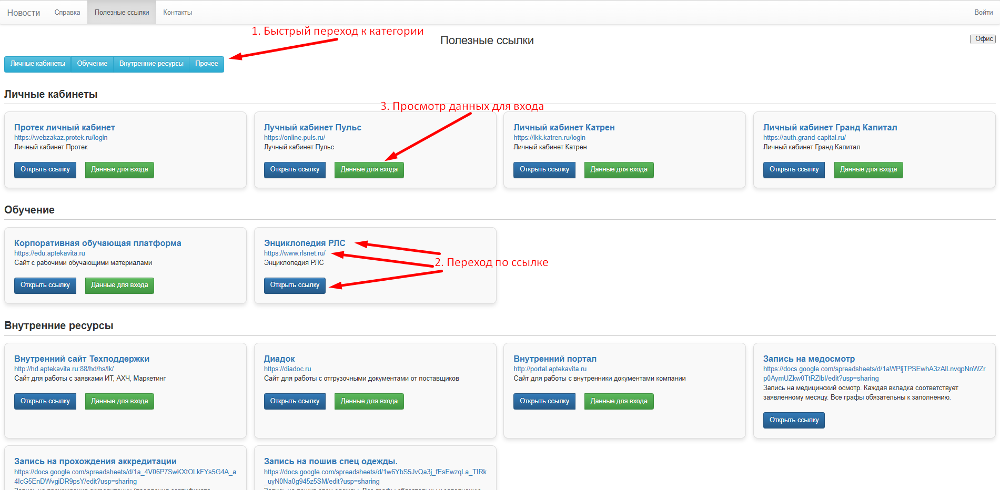 Новости Справка Полезные ссылки Контакты Войти
1. Быстрый переход к категории
Полезные ссылки
Офис
Личные кабинеты Обучение Внутренние ресурсы Прочее
Личные кабинеты
3. Просмотр данных для входа
Протек личный кабинет
https://webzakaz.protek.ru/login
Личный кабинет Протек
Открыть ссылку Данные для входа
Лучный кабинет Пульс
https://online.puls.ru/
Лучный кабинет Пульс
Открыть ссылку Данные для входа
Личный кабинет Катрен
https://lkk.katren.ru/login
Личный кабинет Катрен
Открыть ссылку Данные для входа
Личный кабинет Гранд Капитал
https://auth.grand-capital.ru/
Личный кабинет Гранд Капитал
Открыть ссылку Данные для входа
Обучение
Корпоративная обучающая платформа
https://edu.aptekavita.ru
Сайт с рабочими обучающими материалами
Открыть ссылку Данные для входа
Энциклопедия РЛС
https://www.rlsnet.ru/
Энциклопедия РЛС
Открыть ссылку
2. Переход по ссылке
Внутренние ресурсы
Внутренний сайт Техподдержки
http://hd.aptekavita.ru:88/hd/hs/lk/
Сайт для работы с заявками ИТ, АХЧ, Маркетинг
Открыть ссылку Данные для входа
Диадок
https://diadoc.ru
Сайт для работы с отгрузочными документами от поставщиков
Открыть ссылку Данные для входа
Внутренний портал
http://portal.aptekavita.ru
Сайт для работы с внутренники документами компании
Открыть ссылку Данные для входа
Запись на медосмотр
https://docs.google.com/spreadsheets/d/1aWPIjTPSEwhA3zAlLnvqpNnWZr
p0AymUZkw0TtRZlbI/edit?usp=sharing
Запись на медицинский осмотр. Каждая вкладка соответствует
заявленному месяцу. Все графы обязательны к заполнению.
Открыть ссылку
Запись на прохождения аккредитации
https://docs.google.com/spreadsheets/d/1a_4V06P7SwKXtOLkFYs5G4A_a
4IcG5EnDWvgiDR9psY/edit?usp=sharing
Запись на пошив спец одежды.
https://docs.google.com/spreadsheets/d/1w6YbS5JvQa3j_fEsEwzqLa_TIRk
_uyN0Na0g945z5SM/edit?usp=sharing